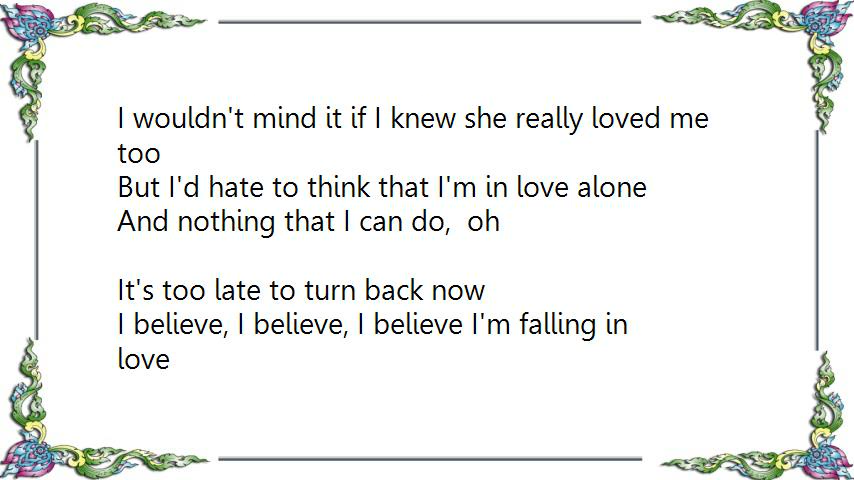 I wouldn't mind it if I knew she really loved me
too
But I'd hate to think that I'm in love alone
And nothing that I can do,  oh

It's too late to turn back now
I believe, I believe, I believe I'm falling in
love